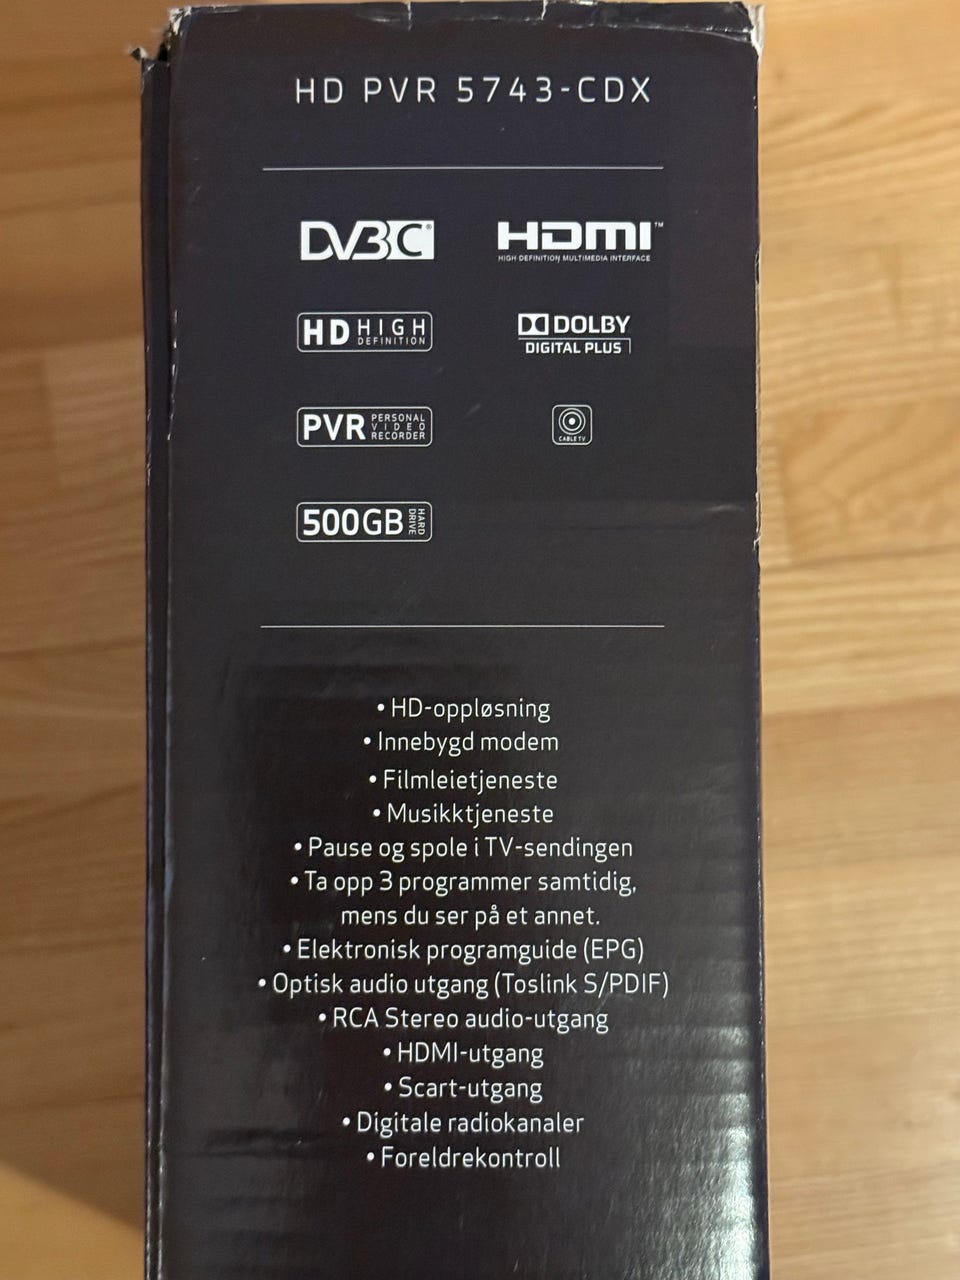 HD PVR 5743-CDX
DVB C®
HDMI™
HIGH-DEFINITION MULTIMEDIA INTERFACE
HD HIGH DEFINITION
DOLBY
DIGITAL PLUS
PVR PERSONAL VIDEO RECORDER
CABLE TV
500GB HARD DRIVE
• HD-oppløsning
• Innebygd modem
• Filmleietjeneste
• Musikktjeneste
• Pause og spole i TV-sendingen
• Ta opp 3 programmer samtidig,
mens du ser på et annet.
• Elektronisk programguide (EPG)
• Optisk audio utgang (Toslink S/PDIF)
• RCA Stereo audio-utgang
• HDMI-utgang
• Scart-utgang
• Digitale radiokanaler
• Foreldrekontroll